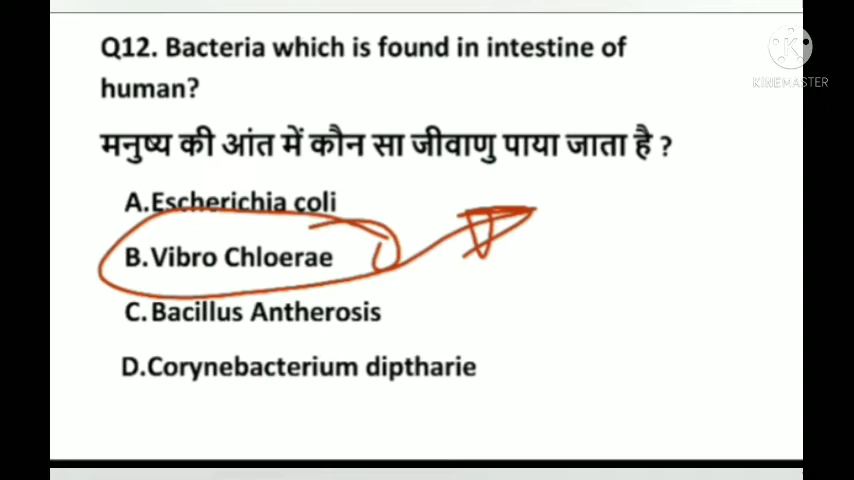 Q12. Bacteria which is found in intestine of
human?
मनुष्य की आंत में कौन सा जीवाणु पाया जाता है ?
A.Escherichia coli
B.Vibro Chloerae
C.Bacillus Antherosis
D.Corynebacterium diptharie
K
KINEMASTER